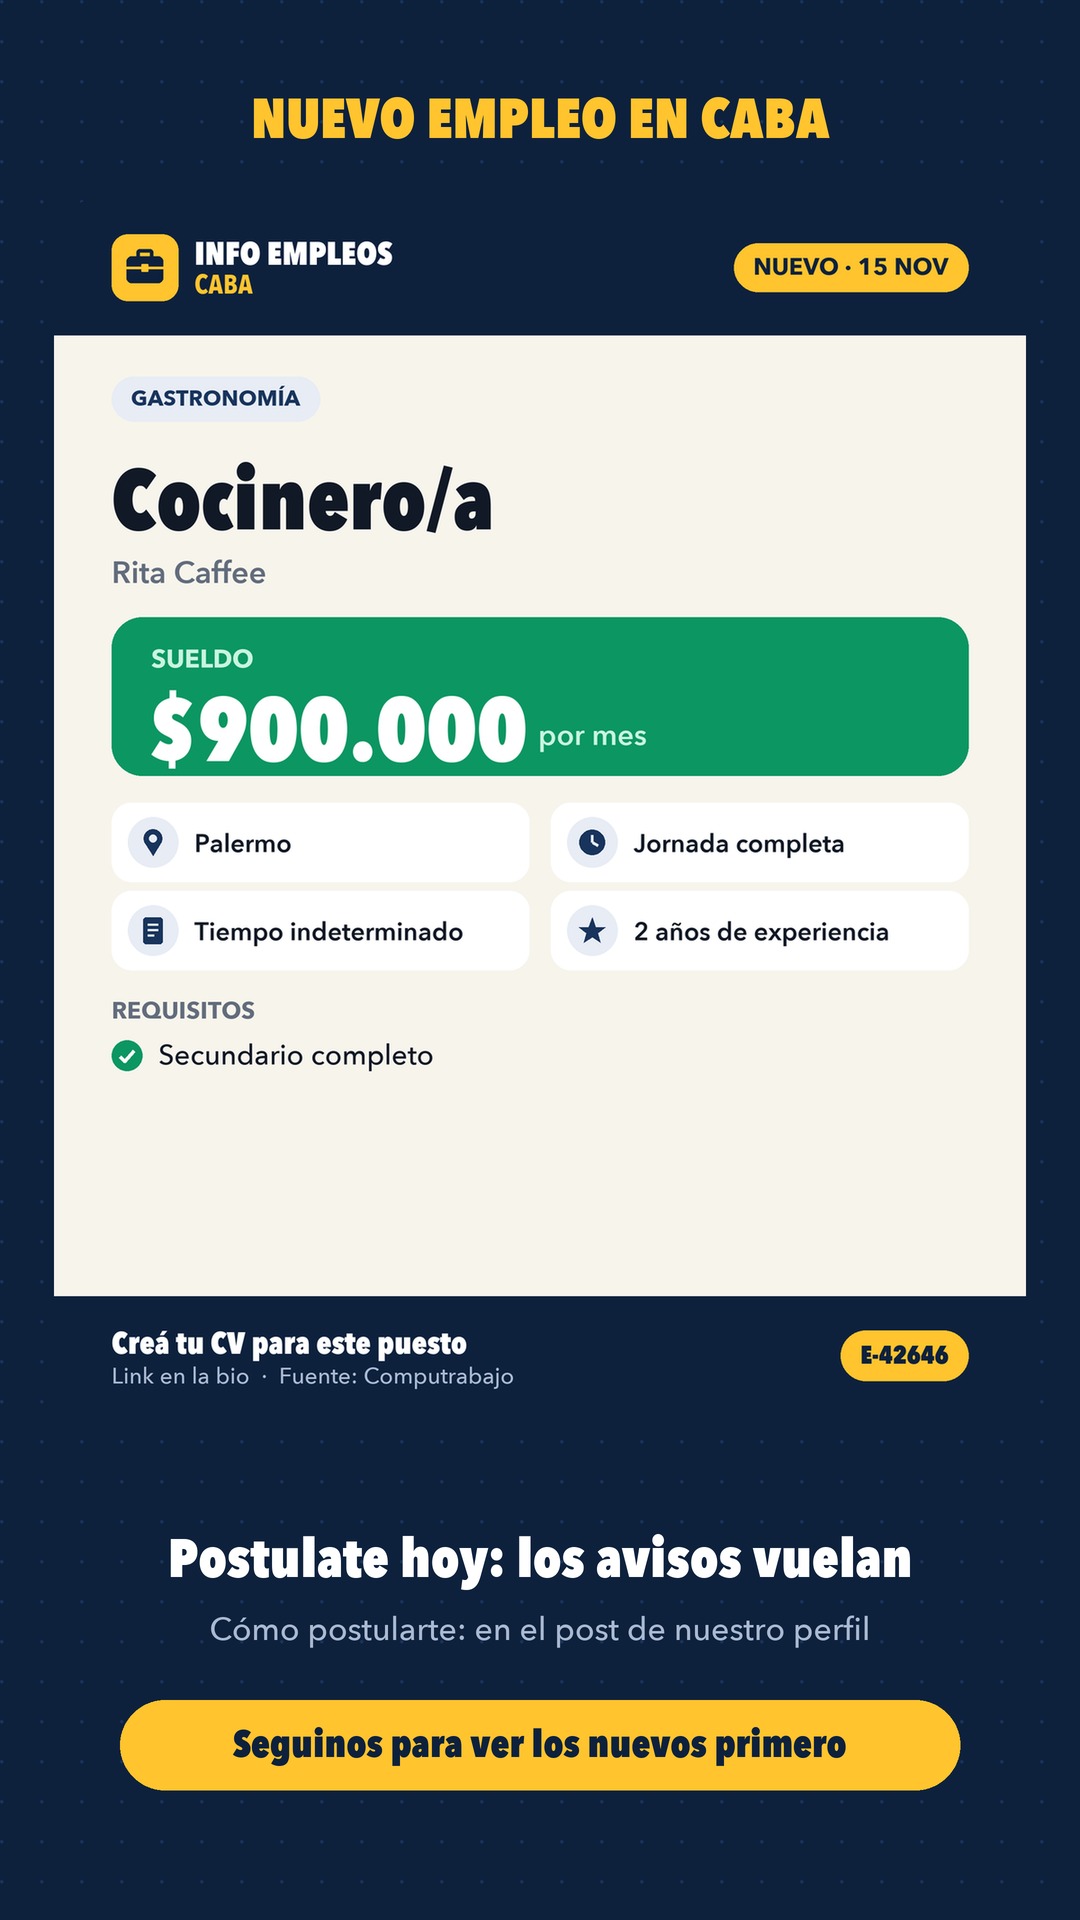 NUEVO EMPLEO EN CABA
INFO EMPLEOS
CABA
NUEVO · 15 NOV
GASTRONOMÍA
Cocinero/a
Rita Caffee
SUELDO
$900.000 por mes
Palermo
Jornada completa
Tiempo indeterminado
2 años de experiencia
REQUISITOS
Secundario completo
Creá tu CV para este puesto
Link en la bio · Fuente: Computrabajo
E-42646
Postulate hoy: los avisos vuelan
Cómo postularte: en el post de nuestro perfil
Seguinos para ver los nuevos primero